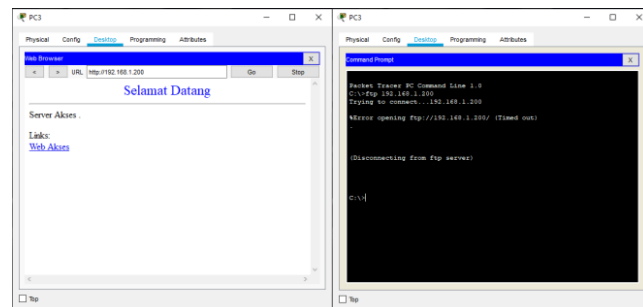 PC3
Physical Config Desktop Programming Attributes
Web Browser X
< > URL http://192.168.1.200 Go Stop
Selamat Datang
Server Akses .
Links:
Web Akses
Top
PC3
Physical Config Desktop Programming Attributes
Command Prompt X
Packet Tracer PC Command Line 1.0
C:\>ftp 192.168.1.200
Trying to connect...192.168.1.200
%Error opening ftp://192.168.1.200/ (Timed out)
.
(Disconnecting from ftp server)
C:\>
Top